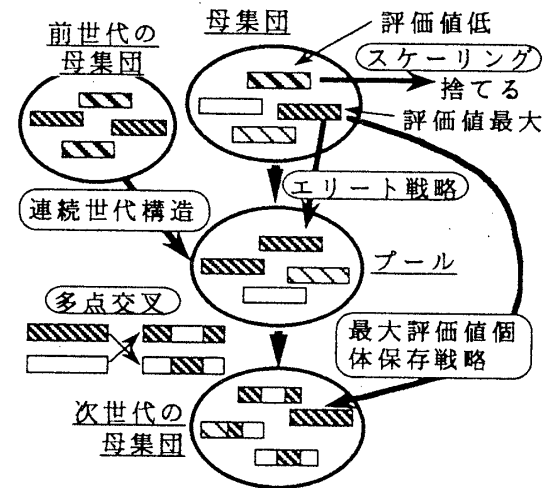 前世代の
母集団
母集団
評価値低
スケーリング
捨てる
評価値最大
エリート戦略
連続世代構造
プール
多点交叉
最大評価値個
体保存戦略
次世代の
母集団